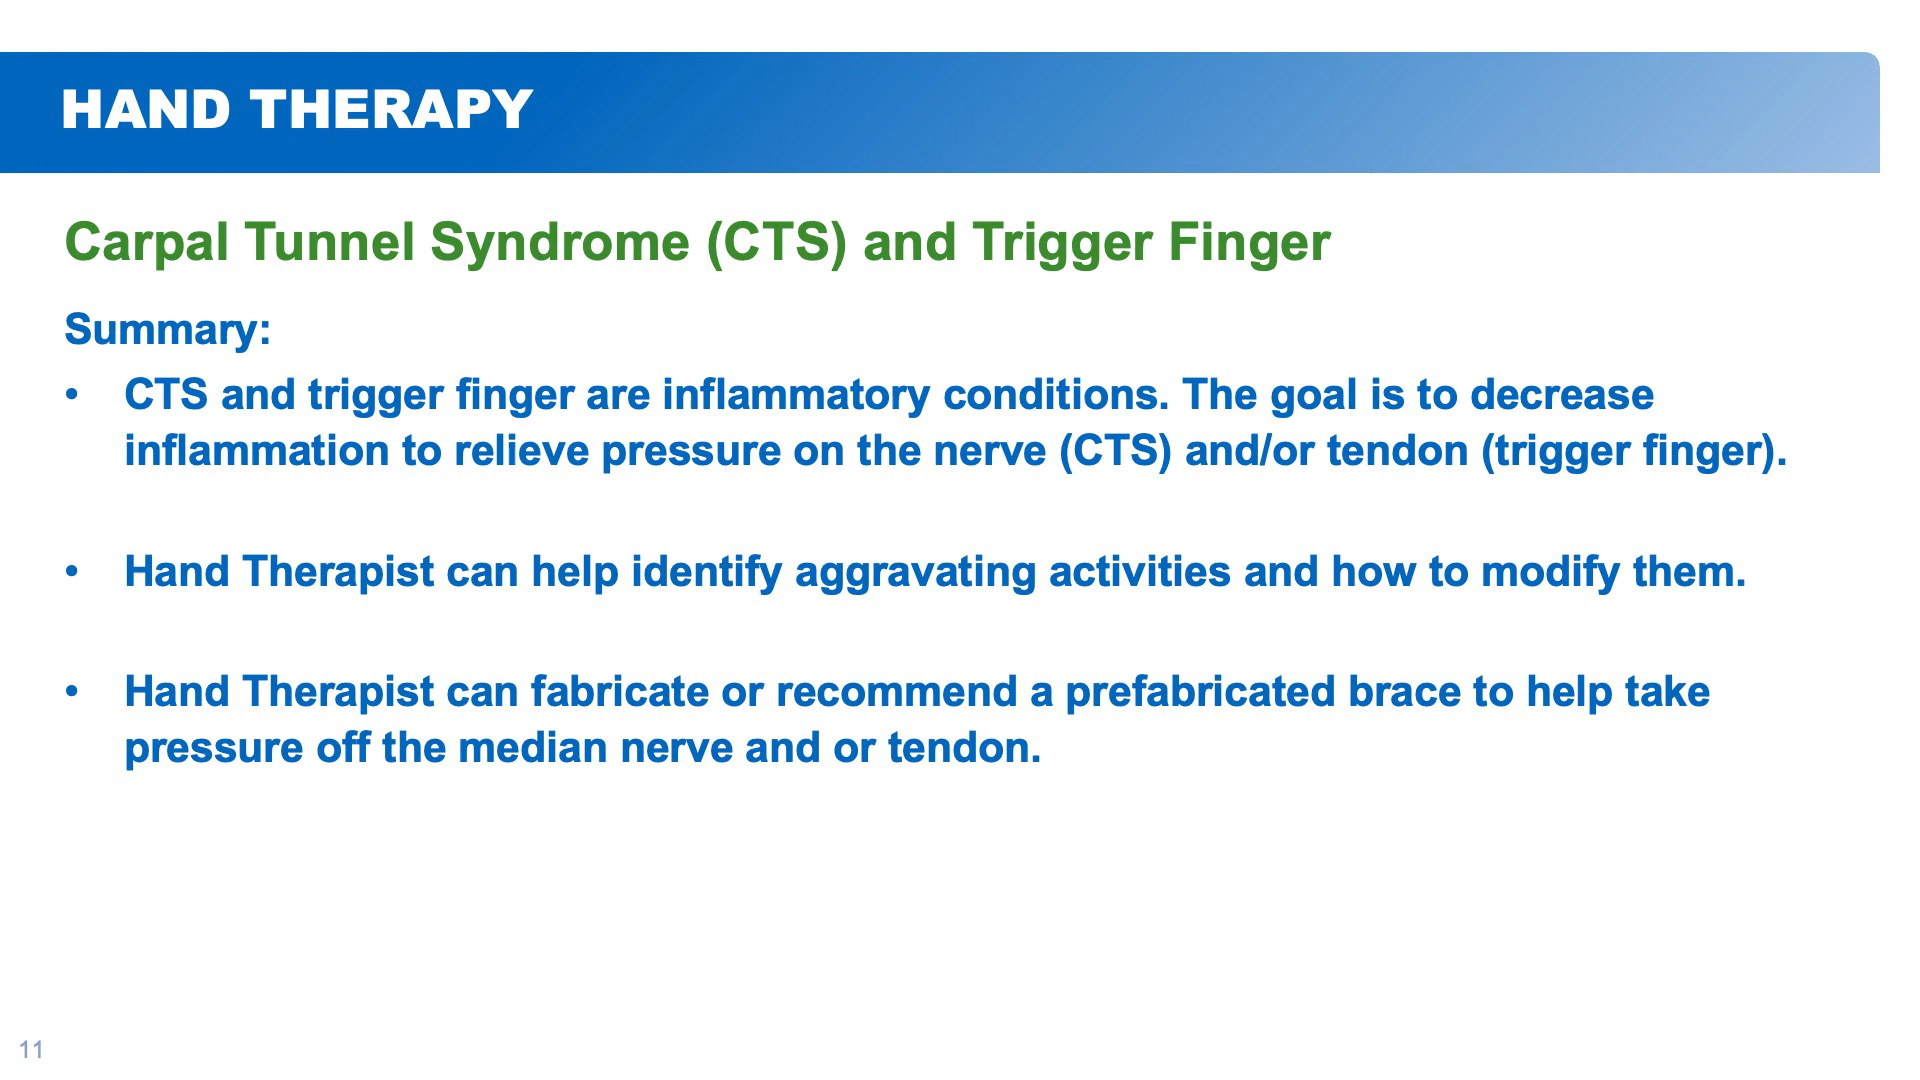 HAND THERAPY
Carpal Tunnel Syndrome (CTS) and Trigger Finger
Summary:
• CTS and trigger finger are inflammatory conditions. The goal is to decrease
inflammation to relieve pressure on the nerve (CTS) and/or tendon (trigger finger).
• Hand Therapist can help identify aggravating activities and how to modify them.
• Hand Therapist can fabricate or recommend a prefabricated brace to help take
pressure off the median nerve and or tendon.
11